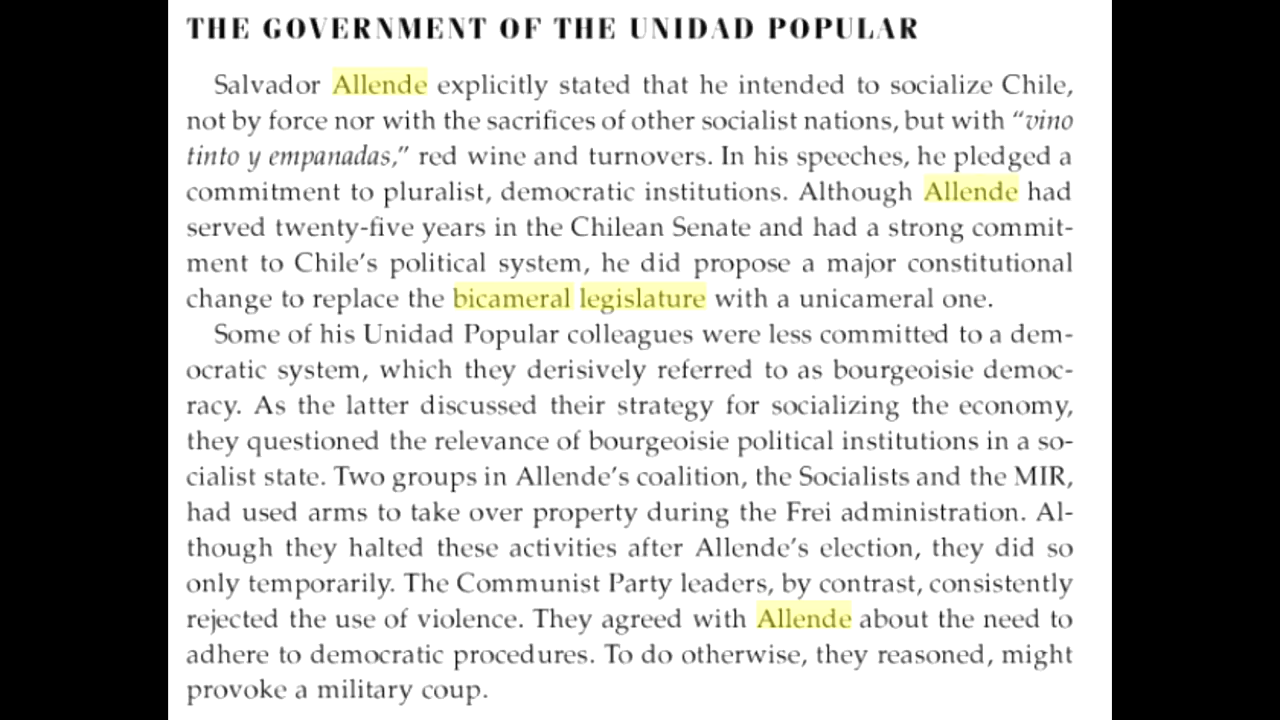 THE GOVERNMENT OF THE UNIDAD POPULAR
Salvador Allende explicitly stated that he intended to socialize Chile,
not by force nor with the sacrifices of other socialist nations, but with “vino
tinto y empanadas,” red wine and turnovers. In his speeches, he pledged a
commitment to pluralist, democratic institutions. Although Allende had
served twenty-five years in the Chilean Senate and had a strong commit-
ment to Chile’s political system, he did propose a major constitutional
change to replace the bicameral legislature with a unicameral one.
Some of his Unidad Popular colleagues were less committed to a dem-
ocratic system, which they derisively referred to as bourgeoisie democ-
racy. As the latter discussed their strategy for socializing the economy,
they questioned the relevance of bourgeoisie political institutions in a so-
cialist state. Two groups in Allende’s coalition, the Socialists and the MIR,
had used arms to take over property during the Frei administration. Al-
though they halted these activities after Allende’s election, they did so
only temporarily. The Communist Party leaders, by contrast, consistently
rejected the use of violence. They agreed with Allende about the need to
adhere to democratic procedures. To do otherwise, they reasoned, might
provoke a military coup.